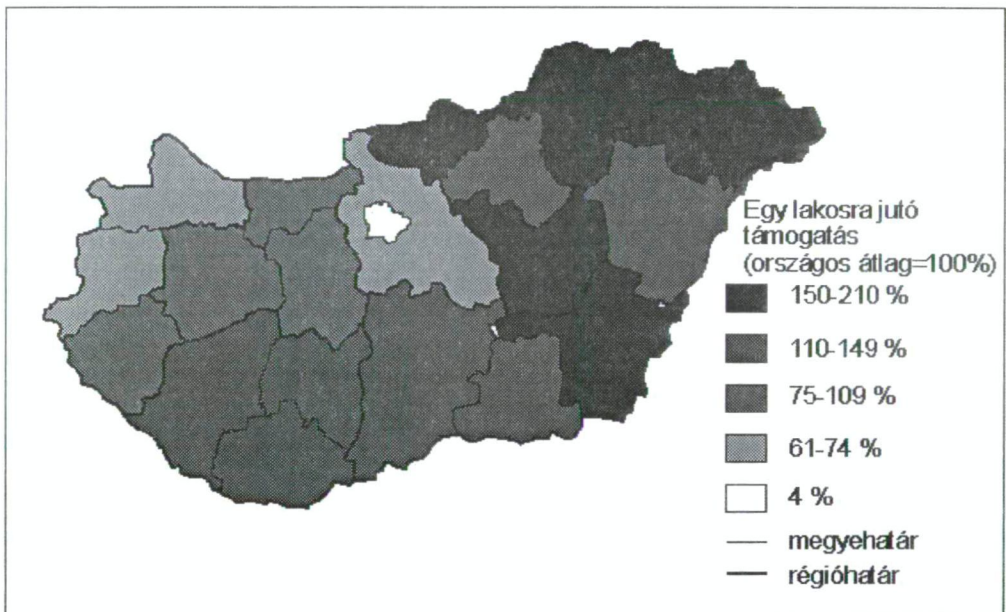 Egy lakosra jutó
támogatás
(országos átlag=100%)
150-210 %
110-149 %
75-109 %
61-74 %
4 %
megyehatár
régióhatár